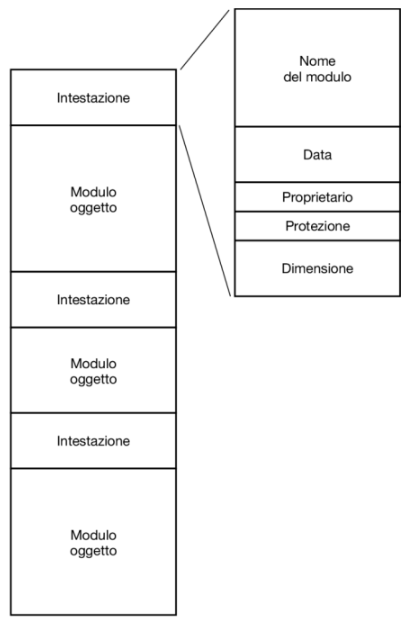 Intestazione
Modulo
oggetto
Intestazione
Modulo
oggetto
Intestazione
Modulo
oggetto
Nome
del modulo
Data
Proprietario
Protezione
Dimensione